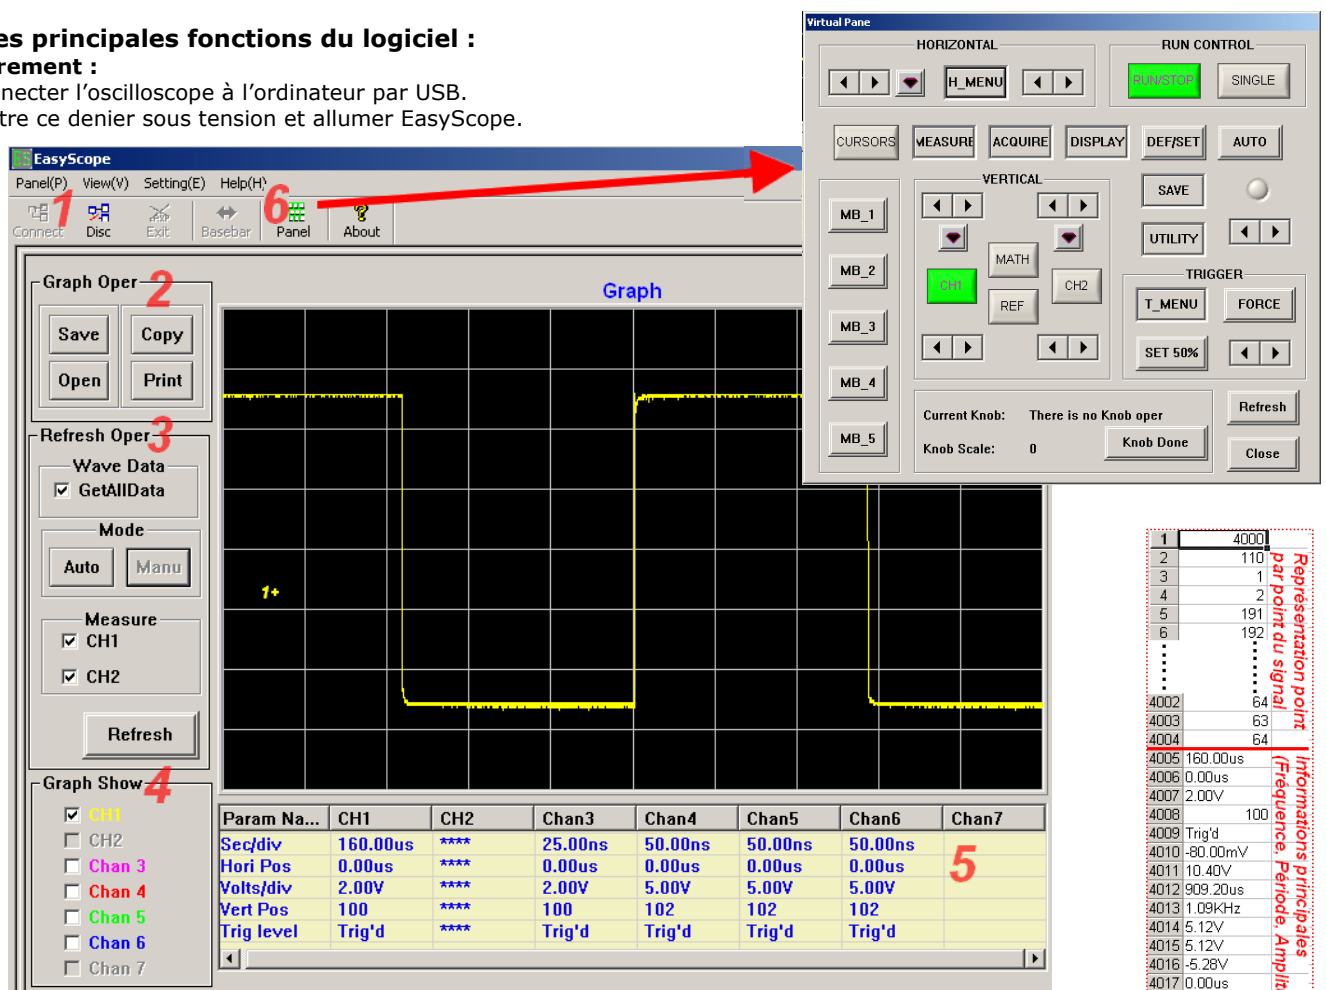 es principales fonctions du logiciel :
rement :
necter l'oscilloscope à l'ordinateur par USB.
tre ce denier sous tension et allumer EasyScope.
EasyScope
Panel(P) View(V) Setting(E) Help(H)
1
6
Connect Disc Exit Basebar Panel About
Graph Oper
2
Save Copy
Open Print
Refresh Oper
3
Wave Data
GetAllData
Mode
Auto Manu
Measure
CH1
CH2
Refresh
Graph Show
4
CH1
CH2
Chan 3
Chan 4
Chan 5
Chan 6
Chan 7
Graph
1+
Param Na... CH1 CH2 Chan3 Chan4 Chan5 Chan6 Chan7
Sec/div 160.00us **** 25.00ns 50.00ns 50.00ns 50.00ns
Hori Pos 0.00us **** 0.00us 0.00us 0.00us 0.00us
Volts/div 2.00V **** 2.00V 5.00V 5.00V 5.00V
Vert Pos 100 **** 100 102 102 102
Trig level Trig'd **** Trig'd Trig'd Trig'd Trig'd
5
Virtual Pane
HORIZONTAL
H_MENU
RUN CONTROL
RUN/STOP SINGLE
CURSORS MEASURE ACQUIRE DISPLAY DEF/SET AUTO
SAVE
UTILITY
MB_1
MB_2
MB_3
MB_4
MB_5
VERTICAL
MATH
CH1 CH2
REF
TRIGGER
T_MENU FORCE
SET 50%
Current Knob: There is no Knob oper
Knob Scale: 0
Knob Done
Refresh
Close
1 4000
2 110
3 1
4 2
5 191
6 192
4002 64
4003 63
4004 64
4005 160.00us
4006 0.00us
4007 2.00V
4008 100
4009 Trig'd
4010 -80.00mV
4011 10.40V
4012 909.20us
4013 1.09KHz
4014 5.12V
4015 5.12V
4016 -5.28V
4017 0.00us
Représentation point
par point du signal
Informations principales
(Fréquence, Période, Amplit